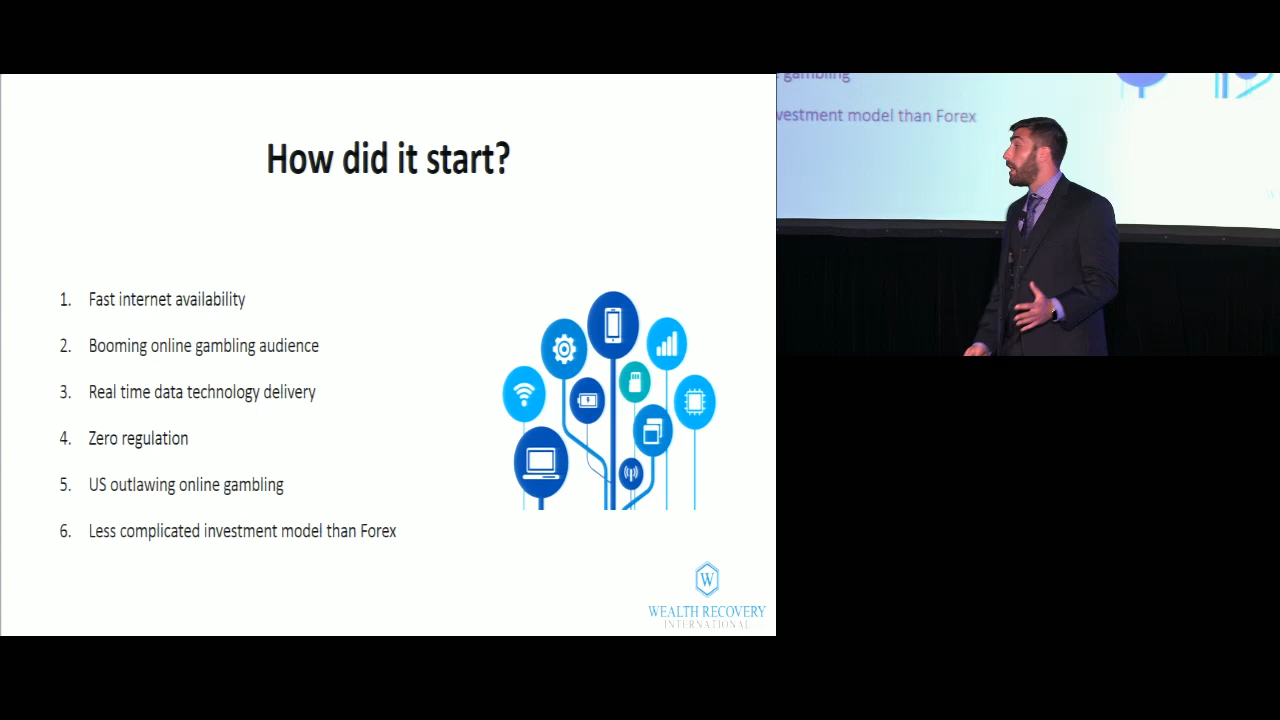 How did it start?
1. Fast internet availability
2. Booming online gambling audience
3. Real time data technology delivery
4. Zero regulation
5. US outlawing online gambling
6. Less complicated investment model than Forex
W
WEALTH RECOVERY
INTERNATIONAL
gambling
vestment model than Forex